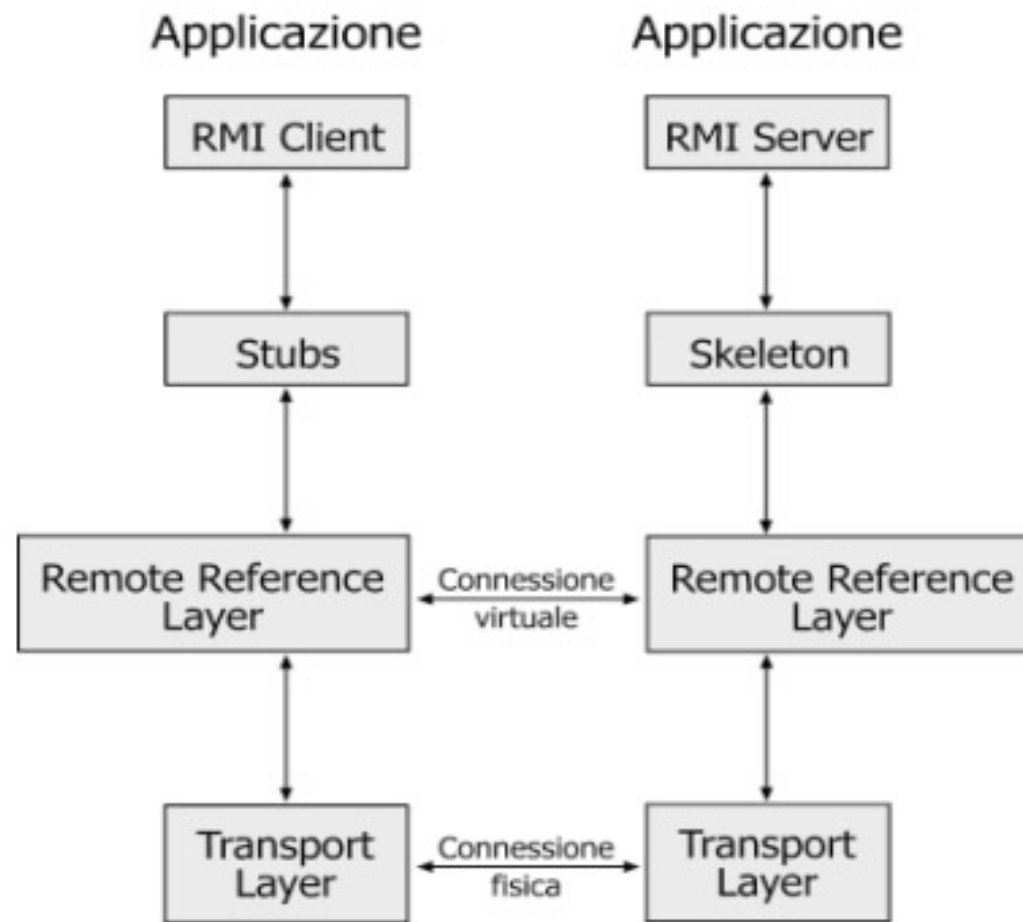 Applicazione
Applicazione
RMI Client
RMI Server
Stubs
Skeleton
Remote Reference
Layer
Connessione
virtuale
Remote Reference
Layer
Transport
Layer
Connessione
fisica
Transport
Layer